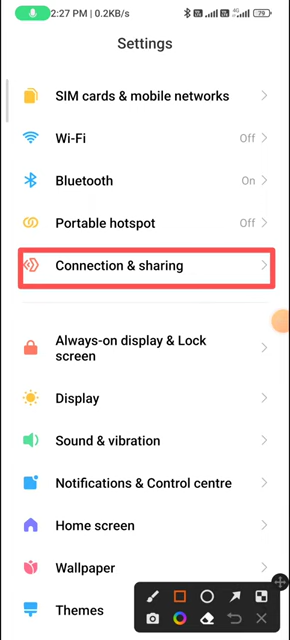 2:27 PM | 0.2KB/s
4G
79
Settings
SIM cards & mobile networks
Wi-Fi
Off
Bluetooth
On
Portable hotspot
Off
Connection & sharing
Always-on display & Lock
screen
Display
Sound & vibration
Notifications & Control centre
Home screen
Wallpaper
Themes